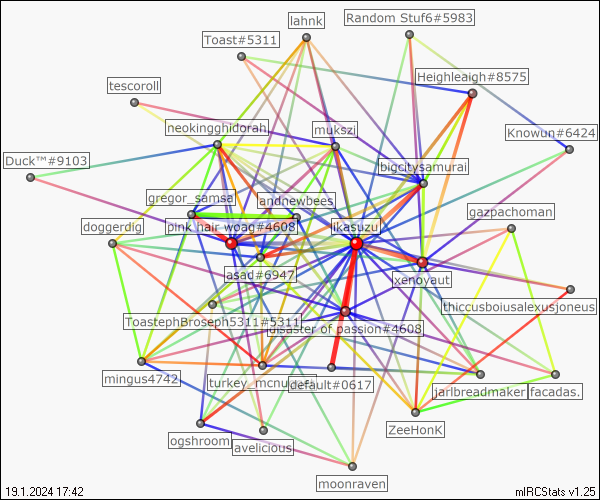 lahnk
Random Stuf6#5983
Toast#5311
Heighleaigh#8575
tescoroll
neokingghidorah
mukszi
Knowan#6424
Duck™#9103
bigcitysamurai
gregor_samsa
andnewbees
gazpachoman
doggerdig
pink hair woag#4608
ikasuzu
asad#6947
xenoyaut
thiccusboiusalexusjoneus
ToastephBroseph5311#5311
disaster of passion#4608
mingus4742
turkey_mcnu
default#0617
jarlbreadmaker
facadas.
ZeeHonK
ogshroom
avelicious
moonraven
19.1.2024 17:42
mIRCStats v1.25